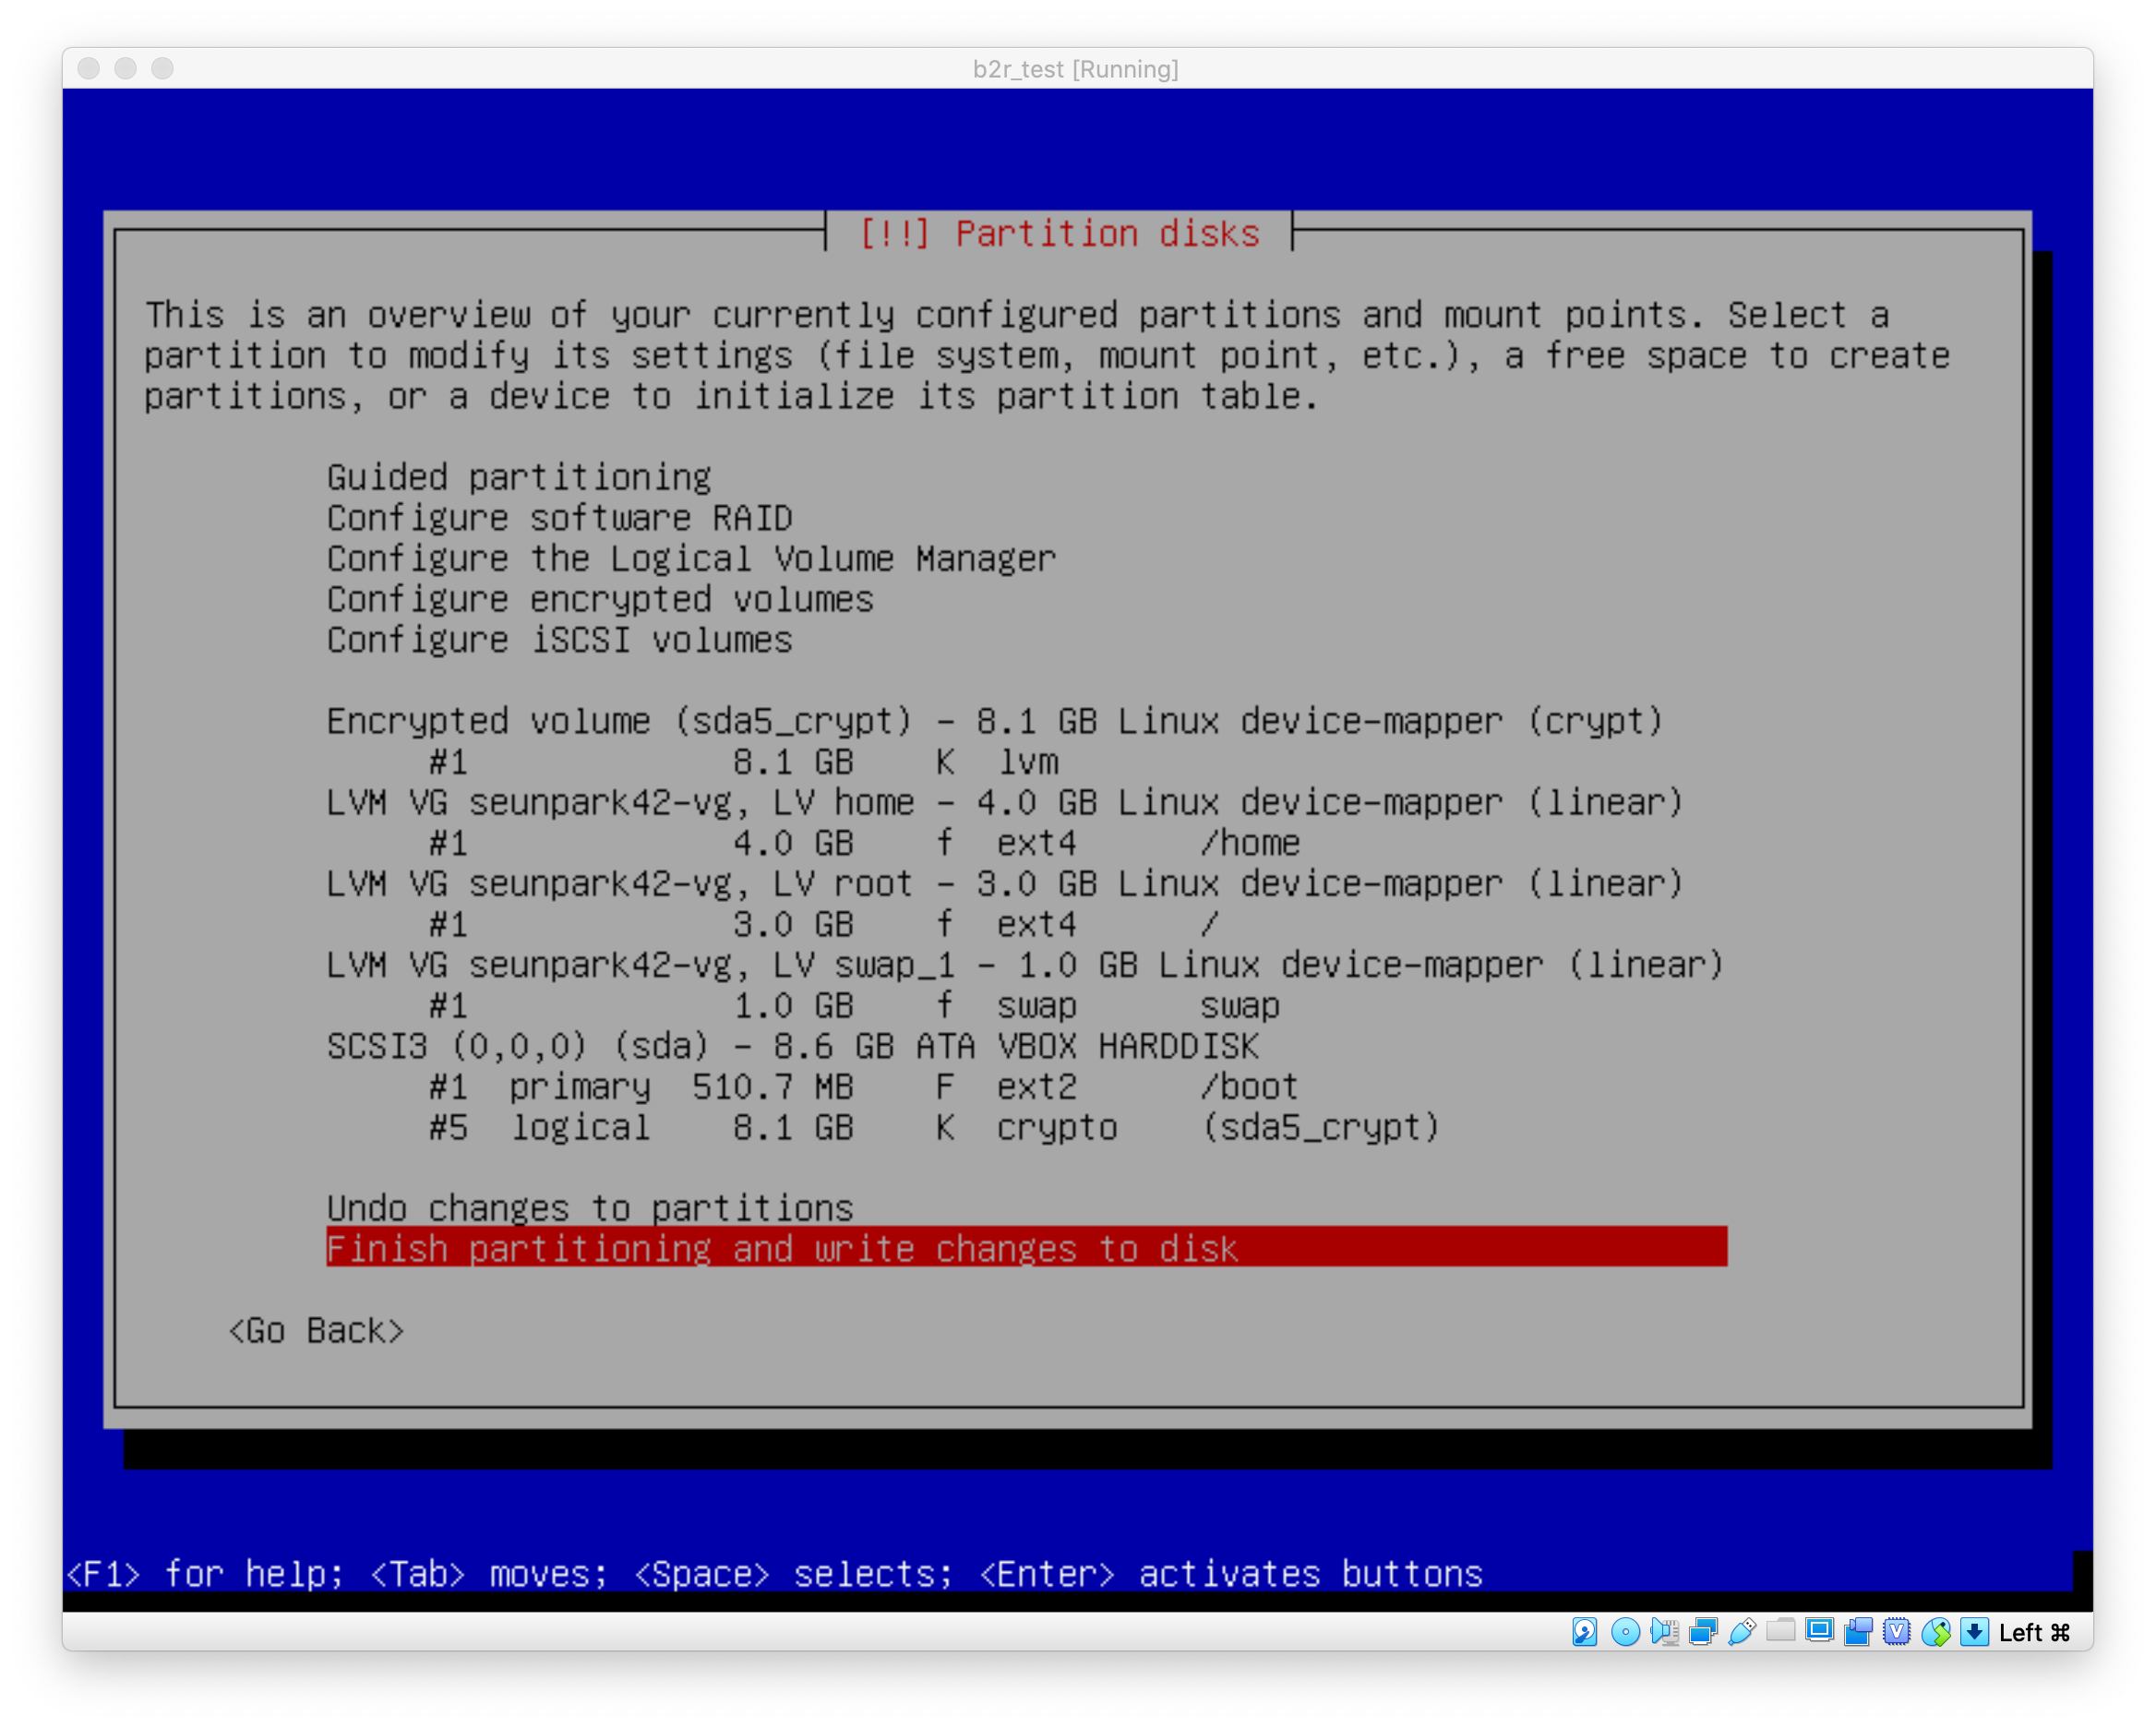 b2r_test [Running]
[!!] Partition disks
This is an overview of your currently configured partitions and mount points. Select a
partition to modify its settings (file system, mount point, etc.), a free space to create
partitions, or a device to initialize its partition table.
Guided partitioning
Configure software RAID
Configure the Logical Volume Manager
Configure encrypted volumes
Configure iSCSI volumes
Encrypted volume (sda5_crypt) - 8.1 GB Linux device-mapper (crypt)
#1 8.1 GB K lvm
LVM VG seunpark42-vg, LV home - 4.0 GB Linux device-mapper (linear)
#1 4.0 GB f ext4 /home
LVM VG seunpark42-vg, LV root - 3.0 GB Linux device-mapper (linear)
#1 3.0 GB f ext4 /
LVM VG seunpark42-vg, LV swap_1 - 1.0 GB Linux device-mapper (linear)
#1 1.0 GB f swap swap
SCSI3 (0,0,0) (sda) - 8.6 GB ATA VBOX HARDDISK
#1 primary 510.7 MB F ext2 /boot
#5 logical 8.1 GB K crypto (sda5_crypt)
Undo changes to partitions
Finish partitioning and write changes to disk
<Go Back>
<F1> for help; <Tab> moves; <Space> selects; <Enter> activates buttons
Left ⌘